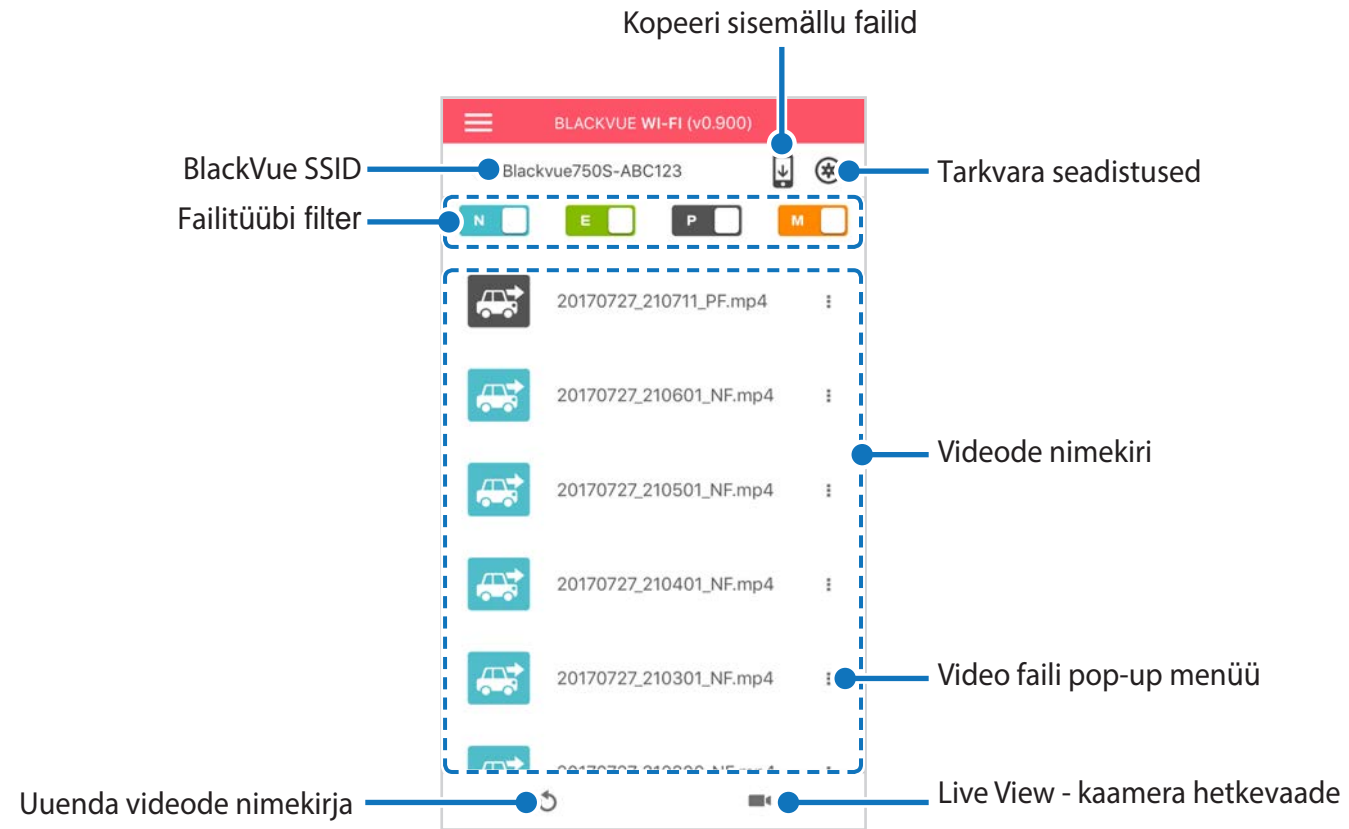 Kopeeri sisemällu failid
BLACKVUE WI-FI (v0.900)
BlackVue SSID
Blackvue750S-ABC123
Tarkvara seadistused
Failitüübi filter
N
E
P
M
20170727_210711_PF.mp4
20170727_210601_NF.mp4
Videode nimekiri
20170727_210501_NF.mp4
20170727_210401_NF.mp4
20170727_210301_NF.mp4
Video faili pop-up menüü
Uuenda videode nimekirja
Live View - kaamera hetkevaade